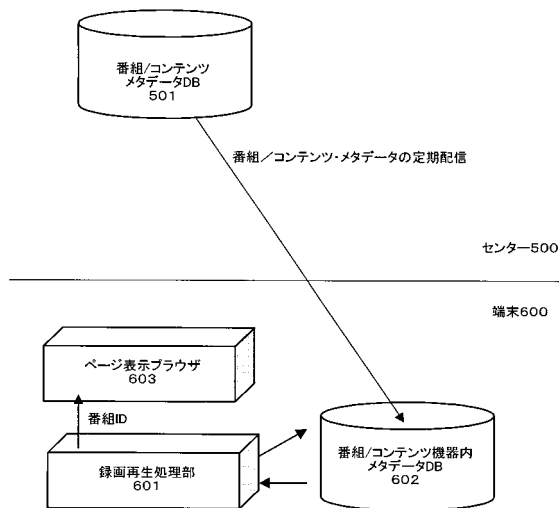 番組/コンテンツ
メタデータDB
501
番組／コンテンツ・メタデータの定期配信
センター500
端末600
ページ表示ブラウザ
603
番組ID
録画再生処理部
601
番組/コンテンツ機器内
メタデータDB
602